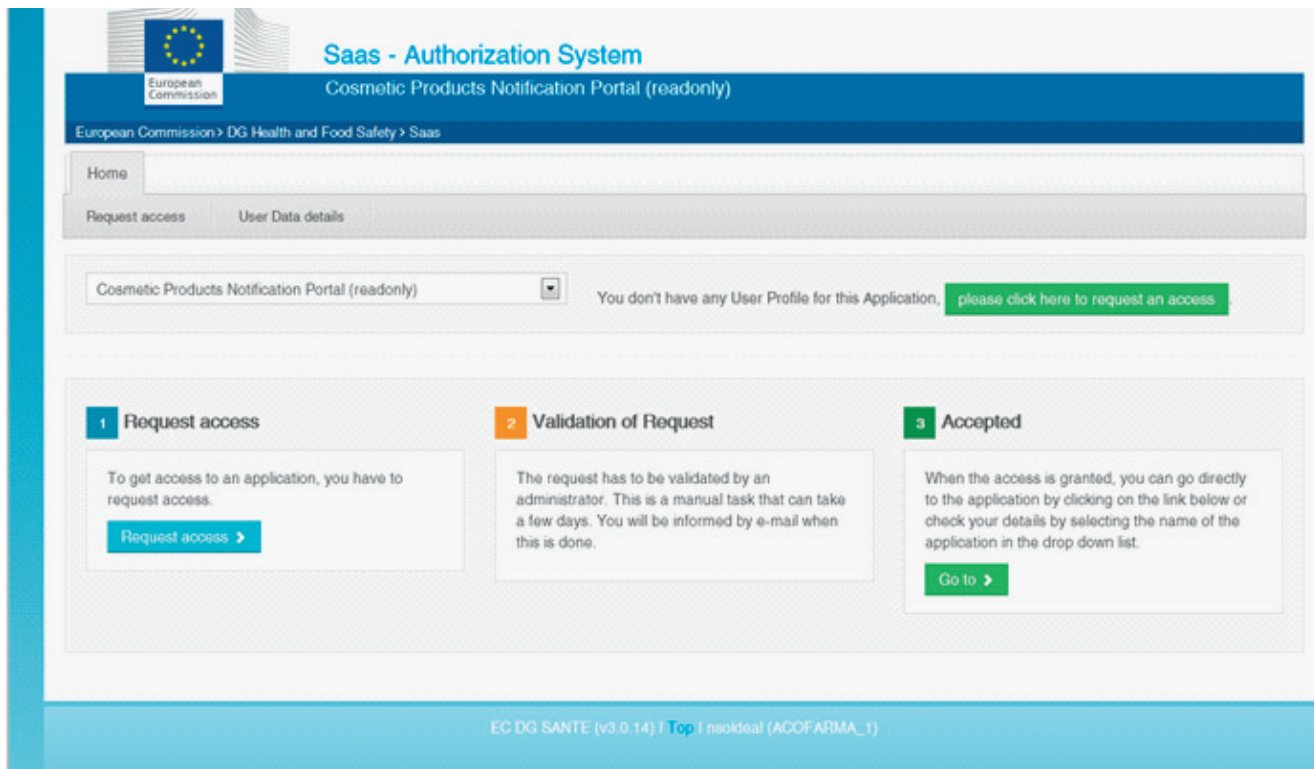 Saas - Authorization System
European
Commission
Cosmetic Products Notification Portal (readonly)
European Commission > DG Health and Food Safety > Saas
Home
Request access
User Data details
Cosmetic Products Notification Portal (readonly)
You don't have any User Profile for this Application, please click here to request an access .
1 Request access
To get access to an application, you have to
request access.
Request access >
2 Validation of Request
The request has to be validated by an
administrator. This is a manual task that can take
a few days. You will be informed by e-mail when
this is done.
3 Accepted
When the access is granted, you can go directly
to the application by clicking on the link below or
check your details by selecting the name of the
application in the drop down list.
Go to >
EC DG SANTE (v3.0.14) | Top | nsoldeal (ACOFARMA_1)